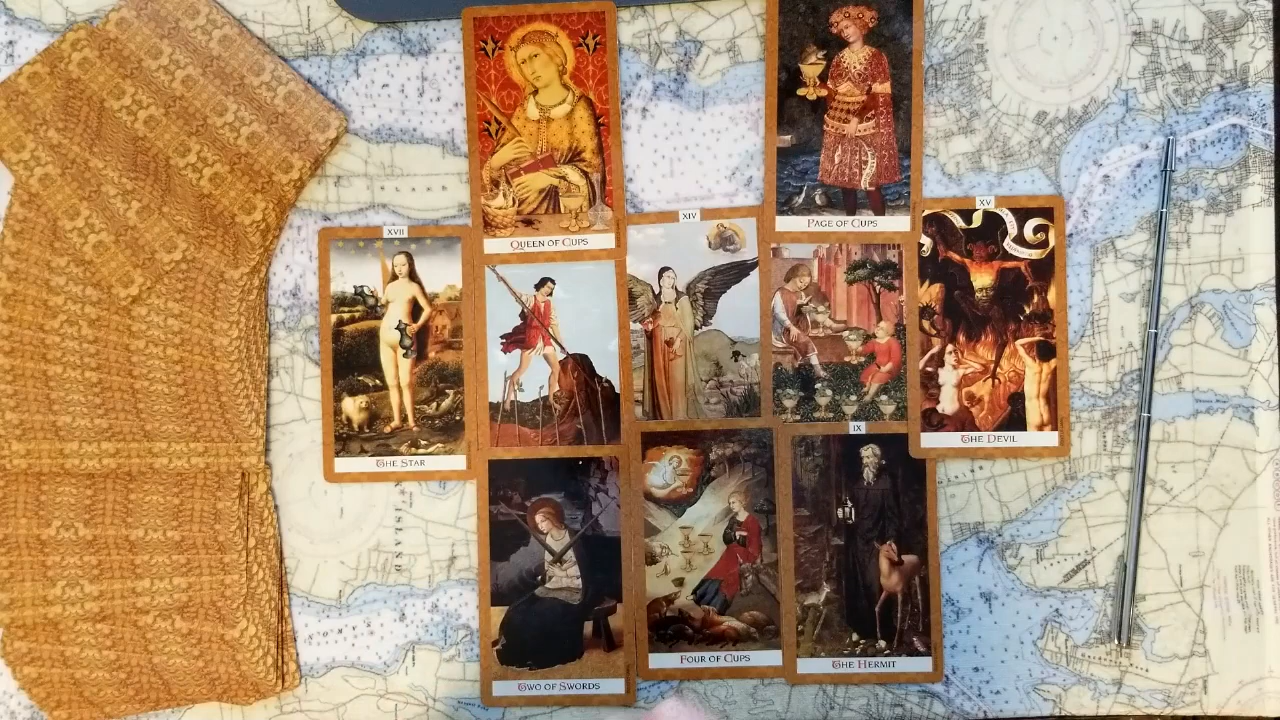 QUEEN OF CUPS
PAGE OF CUPS
XVII
XIV
XV
THE STAR
THE DEVIL
IX
TWO OF SWORDS
FOUR OF CUPS
THE HERMIT
ISLAND